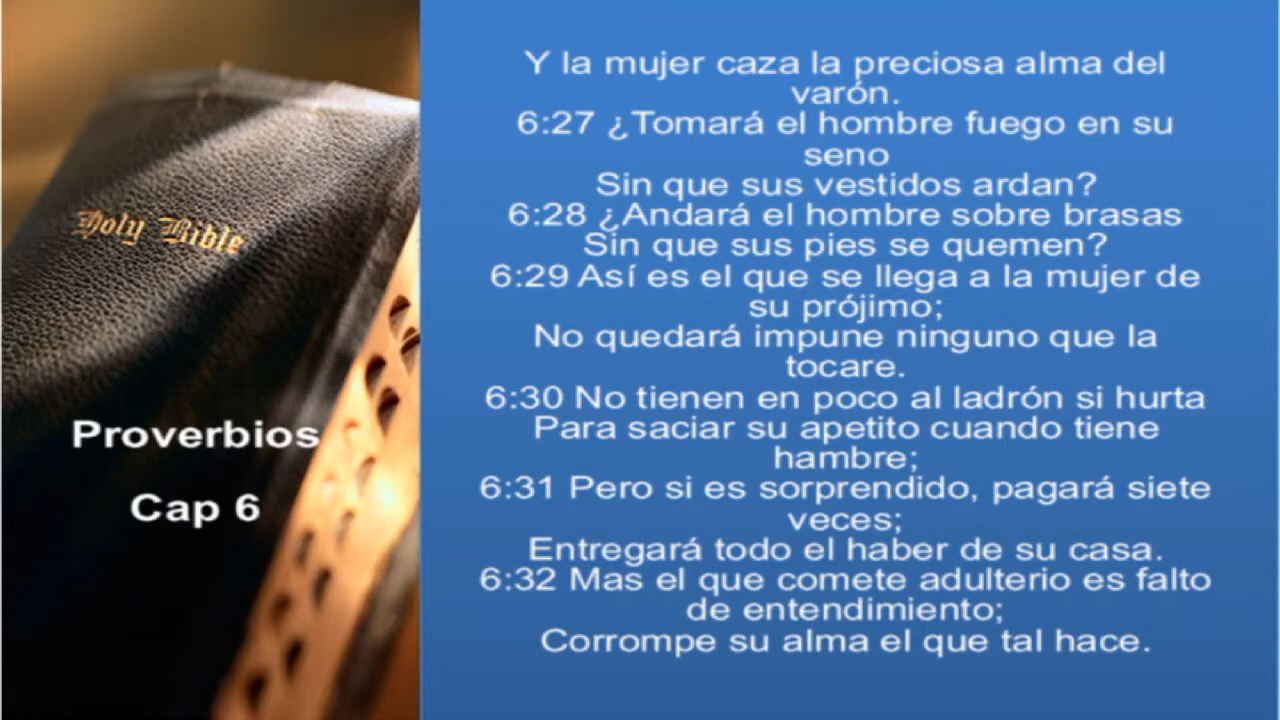 Holy Bible
Proverbios
Cap 6
Y la mujer caza la preciosa alma del
varón.
6:27 ¿Tomará el hombre fuego en su
seno
Sin que sus vestidos ardan?
6:28 ¿Andará el hombre sobre brasas
Sin que sus pies se quemen?
6:29 Así es el que se llega a la mujer de
su prójimo;
No quedará impune ninguno que la
tocare.
6:30 No tienen en poco al ladrón si hurta
Para saciar su apetito cuando tiene
hambre;
6:31 Pero si es sorprendido, pagará siete
veces;
Entregará todo el haber de su casa.
6:32 Mas el que comete adulterio es falto
de entendimiento;
Corrompe su alma el que tal hace.